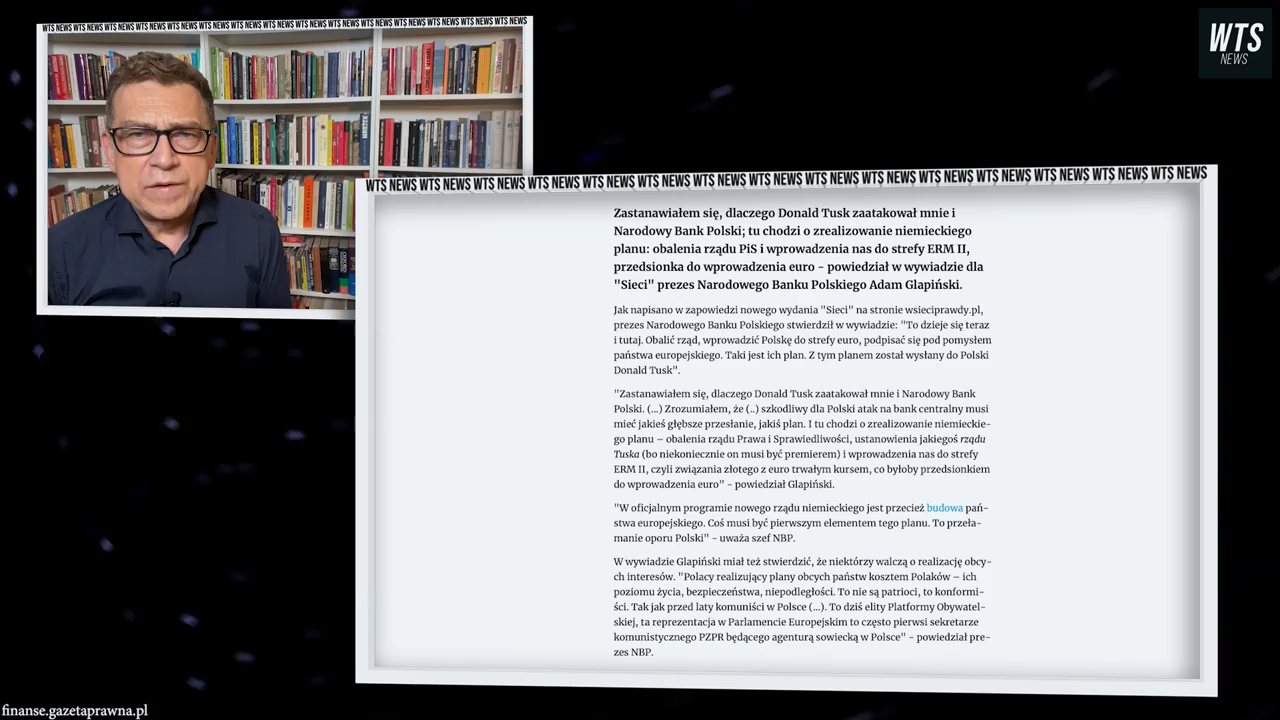 WTS NEWS WTS NEWS WTS NEWS WTS NEWS WTS NEWS WTS NEWS WTS NEWS WTS NEWS WTS NEWS WTS NEWS WTS NEWS WTS NEWS WTS NEWS WTS NEWS WTS NEWS WTS NEWS WTS NEWS
WTS
NEWS
WTS NEWS WTS NEWS WTS NEWS WTS NEWS WTS NEWS WTS NEWS WTS NEWS WTS NEWS WTS NEWS WTS NEWS WTS NEWS WTS NEWS WTS NEWS WTS NEWS WTS NEWS WTS NEWS
Zastanawiałem się, dlaczego Donald Tusk zaatakował mnie i
Narodowy Bank Polski; tu chodzi o zrealizowanie niemieckiego
planu: obalenia rządu PiS i wprowadzenia nas do strefy ERM II,
przedsionka do wprowadzenia euro - powiedział w wywiadzie dla
"Sieci" prezes Narodowego Banku Polskiego Adam Glapiński.
Jak napisano w zapowiedzi nowego wydania "Sieci" na stronie wsieciprawdy.pl,
prezes Narodowego Banku Polskiego stwierdził w wywiadzie: "To dzieje się teraz
i tutaj. Obalić rząd, wprowadzić Polskę do strefy euro, podpisać się pod pomysłem
państwa europejskiego. Taki jest ich plan. Z tym planem został wysłany do Polski
Donald Tusk".
"Zastanawiałem się, dlaczego Donald Tusk zaatakował mnie i Narodowy Bank
Polski. (...) Zrozumiałem, że (..) szkodliwy dla Polski atak na bank centralny musi
mieć jakieś głębsze przesłanie, jakiś plan. I tu chodzi o zrealizowanie niemieckie-
go planu – obalenia rządu Prawa i Sprawiedliwości, ustanowienia jakiegoś rządu
Tuska (bo niekoniecznie on musi być premierem) i wprowadzenia nas do strefy
ERM II, czyli związania złotego z euro trwałym kursem, co byłoby przedsionkiem
do wprowadzenia euro" - powiedział Glapiński.
"W oficjalnym programie nowego rządu niemieckiego jest przecież budowa pań-
stwa europejskiego. Coś musi być pierwszym elementem tego planu. To przeła-
manie oporu Polski" - uważa szef NBP.
W wywiadzie Glapiński miał też stwierdzić, że niektórzy walczą o realizację obcy-
ch interesów. "Polacy realizujący plany obcych państw kosztem Polaków – ich
poziomu życia, bezpieczeństwa, niepodległości. To nie są patrioci, to konformi-
ści. Tak jak przed laty komuniści w Polsce (...). To dziś elity Platformy Obywatel-
skiej, ta reprezentacja w Parlamencie Europejskim to często pierwsi sekretarze
komunistycznego PZPR będącego agenturą sowiecką w Polsce" - powiedział pre-
zes NBP.
finanse.gazetaprawna.pl